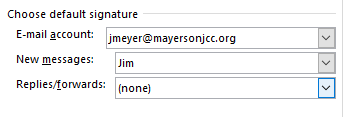 Choose default signature
E-mail account: jmeyer@mayersonjcc.org
New messages: Jim
Replies/forwards: (none)